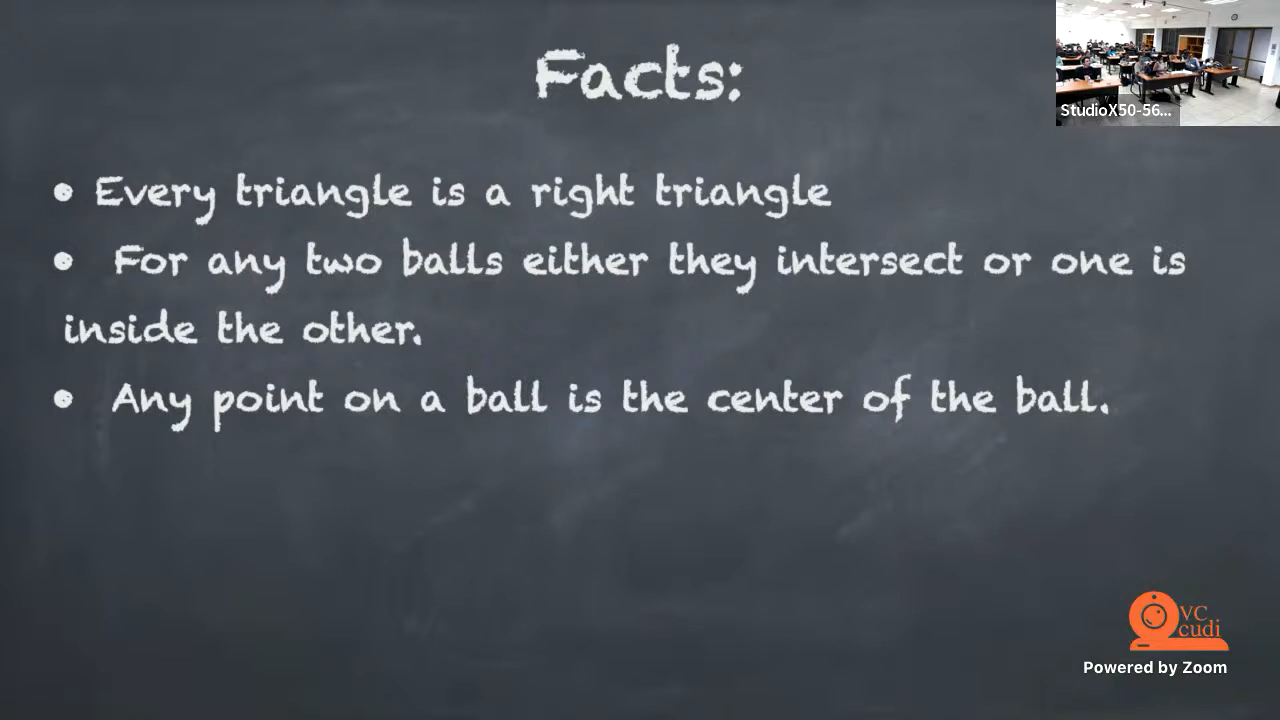 Facts:
StudioX50-56...
• Every triangle is a right triangle
• For any two balls either they intersect or one is
inside the other.
• Any point on a ball is the center of the ball.
VC
cudi
Powered by Zoom